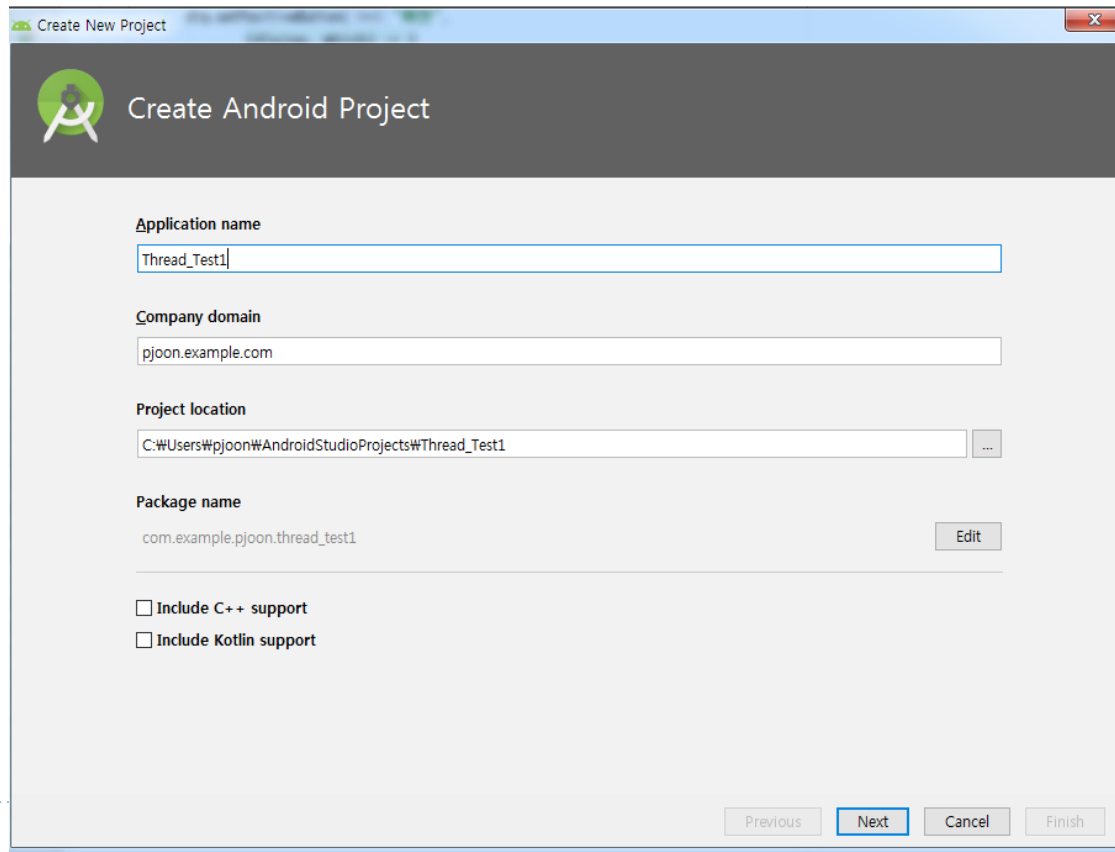 Create New Project
Create Android Project
Application name
Thread_Test1
Company domain
pjoon.example.com
Project location
C:₩Users₩pjoon₩AndroidStudioProjects₩Thread_Test1
...
Package name
com.example.pjoon.thread_test1
Edit
Include C++ support
Include Kotlin support
Previous
Next
Cancel
Finish